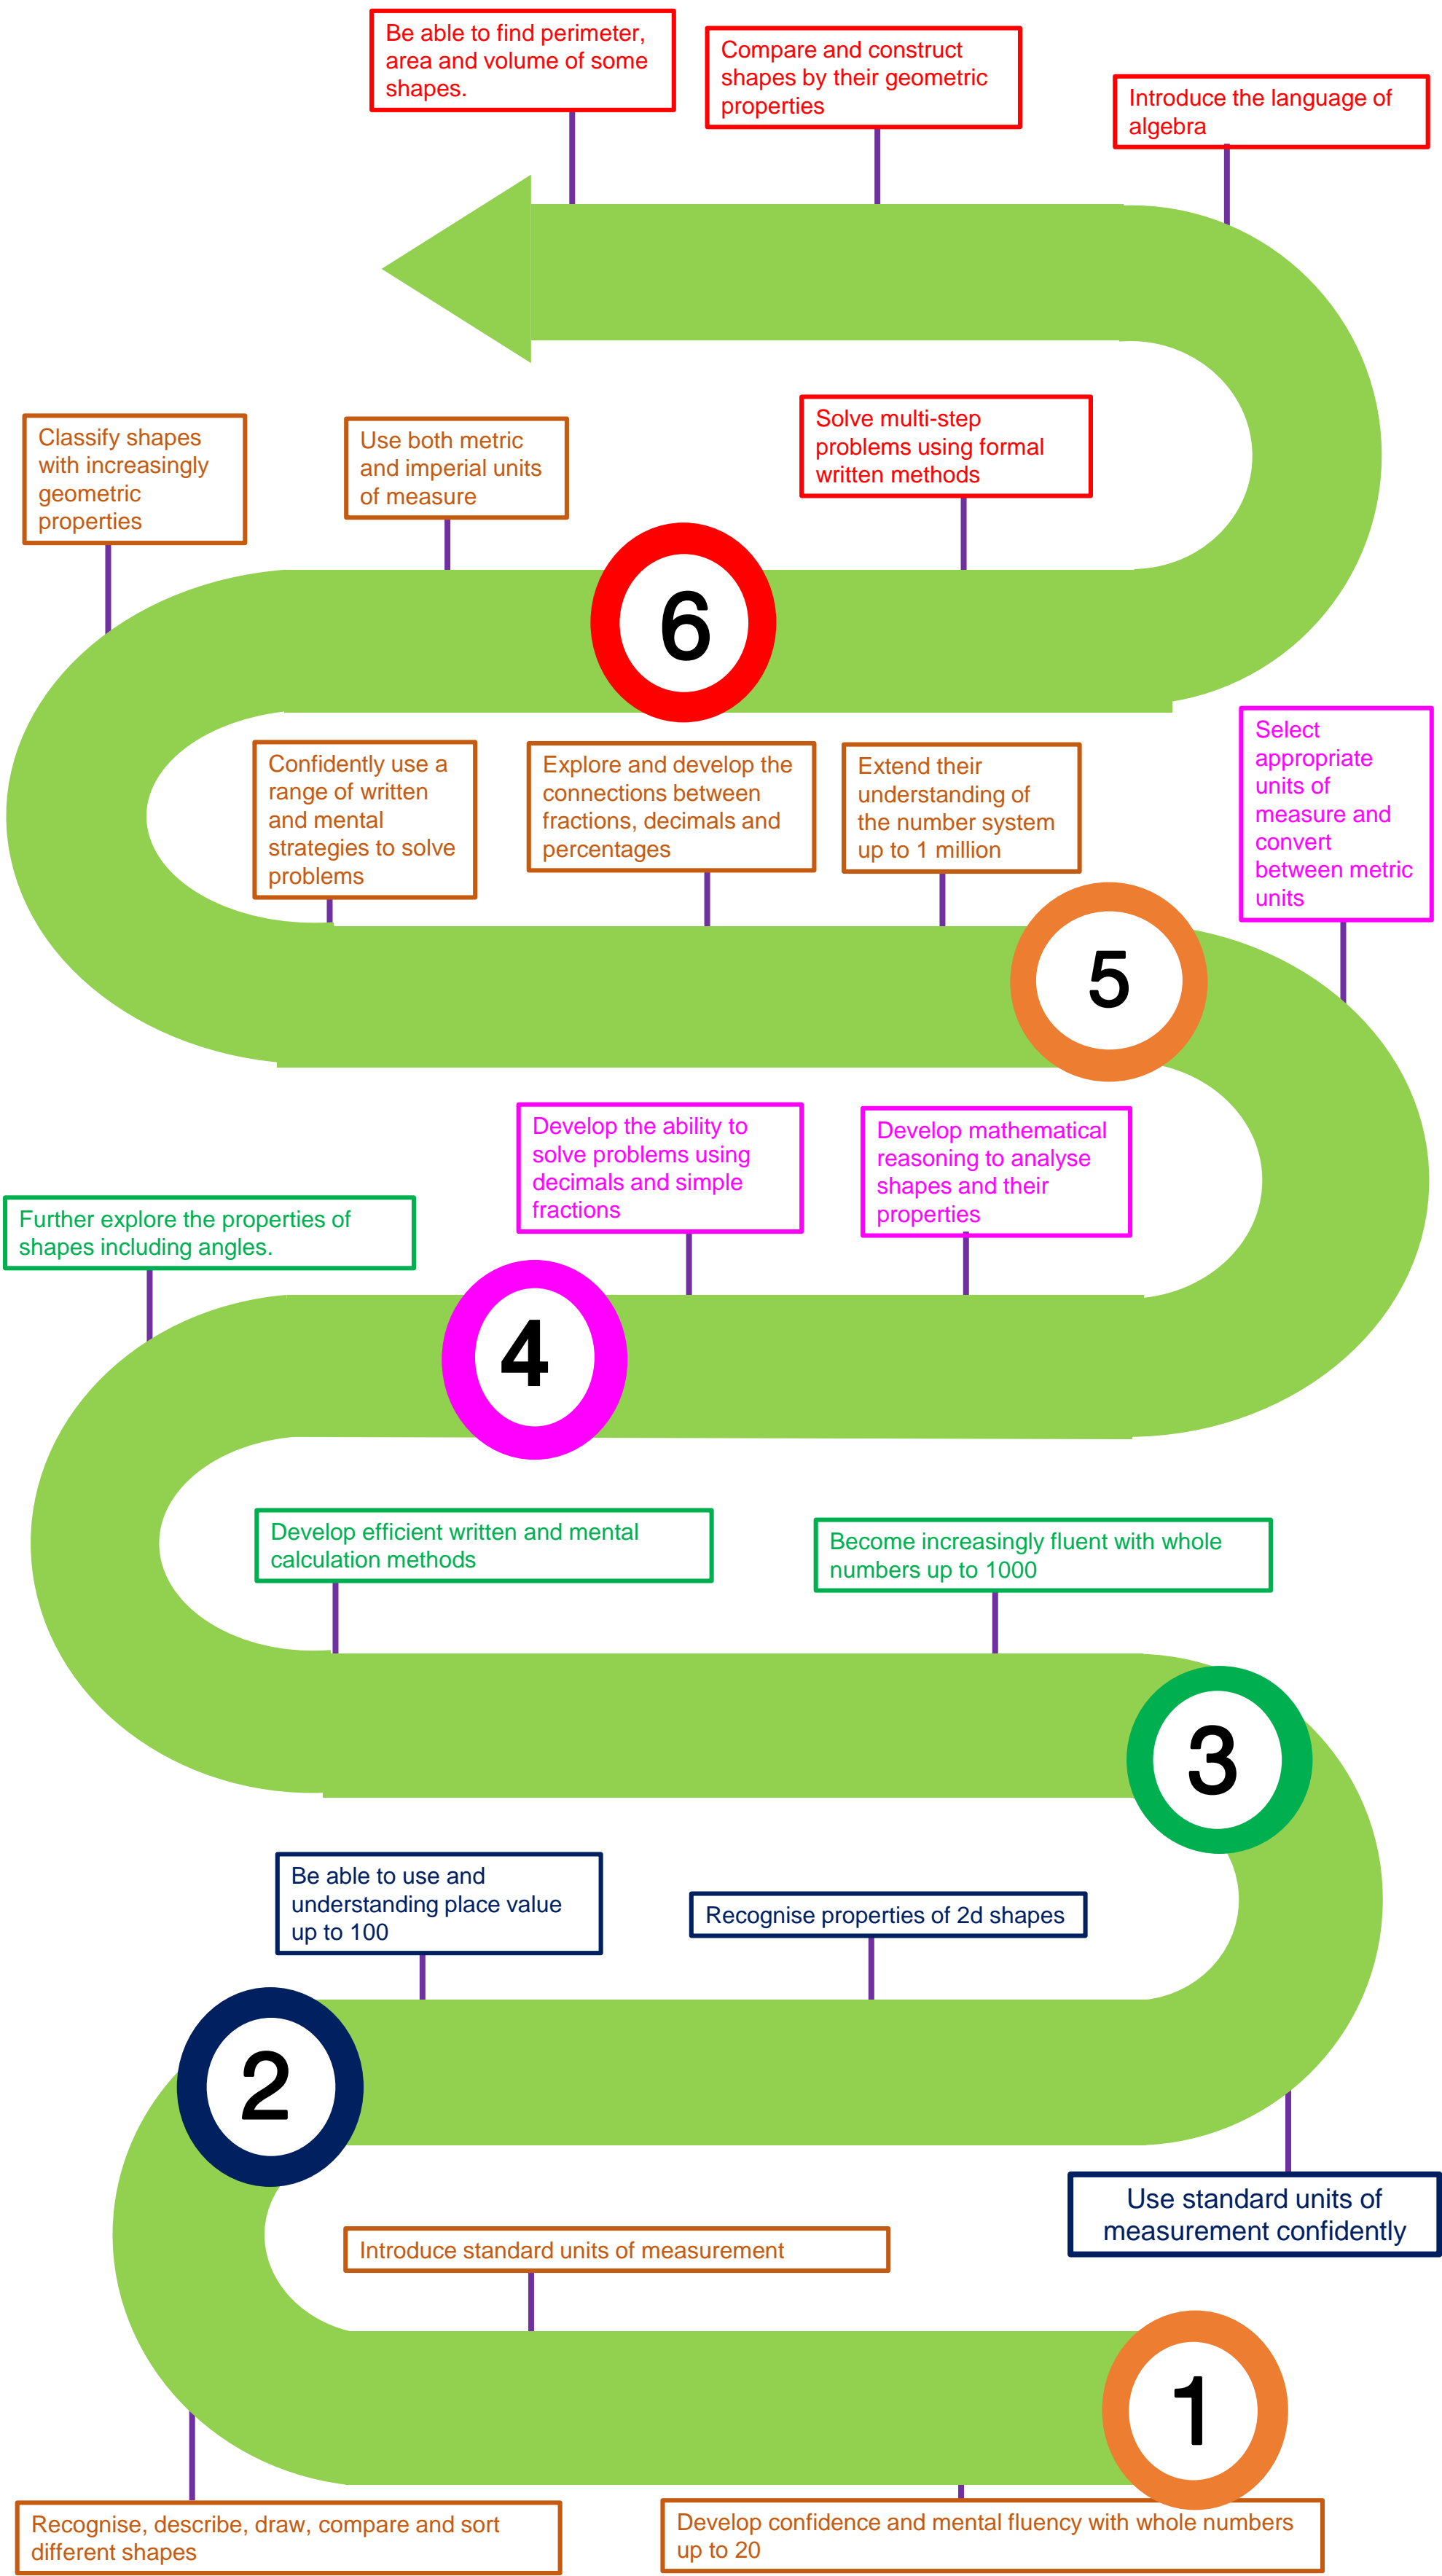 Be able to find perimeter,
area and volume of some
shapes.
Compare and construct
shapes by their geometric
properties
Introduce the language of
algebra
Classify shapes
with increasingly
geometric
properties
Use both metric
and imperial units
of measure
Solve multi-step
problems using formal
written methods
6
Confidently use a
range of written
and mental
strategies to solve
problems
Explore and develop the
connections between
fractions, decimals and
percentages
Extend their
understanding of
the number system
up to 1 million
Select
appropriate
units of
measure and
convert
between metric
units
5
Develop the ability to
solve problems using
decimals and simple
fractions
Develop mathematical
reasoning to analyse
shapes and their
properties
Further explore the properties of
shapes including angles.
4
Develop efficient written and mental
calculation methods
Become increasingly fluent with whole
numbers up to 1000
3
Be able to use and
understanding place value
up to 100
Recognise properties of 2d shapes
2
Use standard units of
measurement confidently
Introduce standard units of measurement
1
Recognise, describe, draw, compare and sort
different shapes
Develop confidence and mental fluency with whole numbers
up to 20